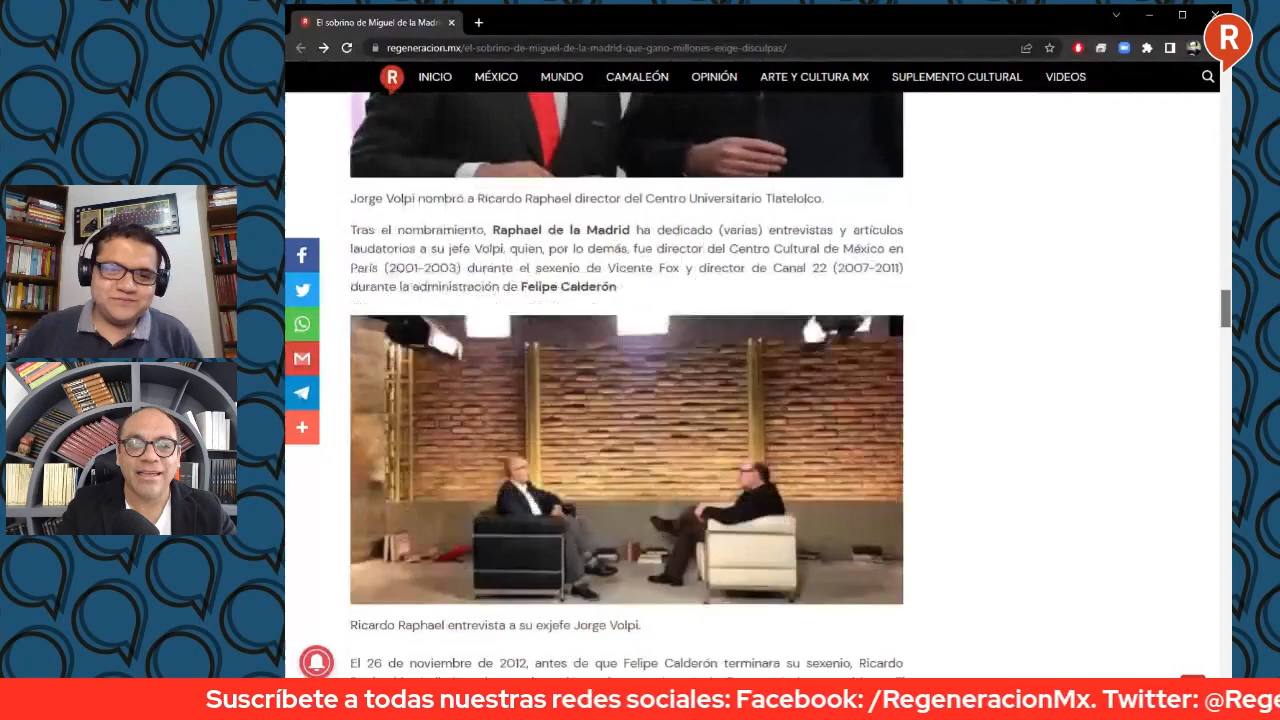 El sobrino de Miguel de la Madri
regeneracion.mx/el-sobrino-de-miguel-de-la-madrid-que-gano-millones-exige-disculpas/
R
R
INICIO
MÉXICO
MUNDO
CAMALEÓN
OPINIÓN
ARTE Y CULTURA MX
SUPLEMENTO CULTURAL
VIDEOS
Jorge Volpi nombró a Ricardo Raphael director del Centro Universitario Tlatelolco.
Tras el nombramiento, Raphael de la Madrid ha dedicado (varias) entrevistas y artículos
laudatorios a su jefe Volpi, quien, por lo demás, fue director del Centro Cultural de México en
París (2001-2003) durante el sexenio de Vicente Fox y director de Canal 22 (2007-2011)
durante la administración de Felipe Calderón
Ricardo Raphael entrevista a su exjefe Jorge Volpi.
El 26 de noviembre de 2012, antes de que Felipe Calderón terminara su sexenio, Ricardo
Suscríbete a todas nuestras redes sociales: Facebook: /RegeneracionMx. Twitter: @Rege